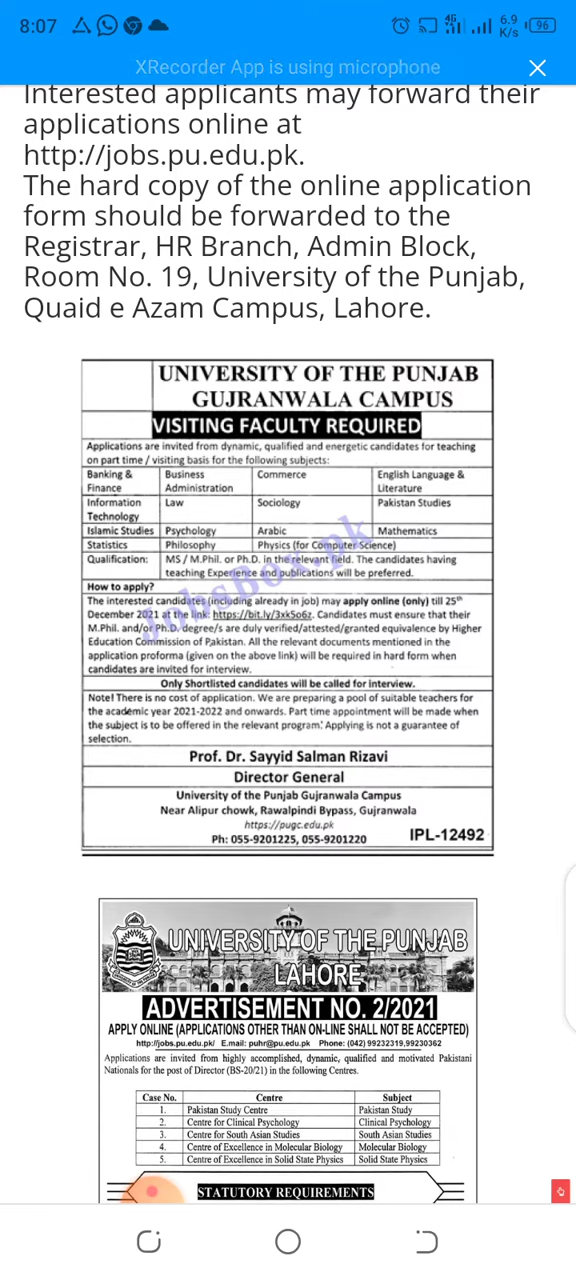 8:07
4G
6.9
K/s
96
XRecorder App is using microphone
Interested applicants may forward their
applications online at
http://jobs.pu.edu.pk.
The hard copy of the online application
form should be forwarded to the
Registrar, HR Branch, Admin Block,
Room No. 19, University of the Punjab,
Quaid e Azam Campus, Lahore.
UNIVERSITY OF THE PUNJAB
GUJRANWALA CAMPUS
VISITING FACULTY REQUIRED
Applications are invited from dynamic, qualified and energetic candidates for teaching
on part time / visiting basis for the following subjects:
Banking & Finance Business Administration Commerce English Language & Literature
Information Technology Law Sociology Pakistan Studies
Islamic Studies Psychology Arabic Mathematics
Statistics Philosophy Physics (for Computer Science)
Qualification: MS / M.Phil. or Ph.D. in the relevant field. The candidates having
teaching Experience and publications will be preferred.
How to apply?
The interested candidates (including already in job) may apply online (only) till 25th
December 2021 at the link: https://bit.ly/3xk5o6z. Candidates must ensure that their
M.Phil. and/or Ph.D. degree/s are duly verified/attested/granted equivalence by Higher
Education Commission of Pakistan. All the relevant documents mentioned in the
application proforma (given on the above link) will be required in hard form when
candidates are invited for interview.
Only Shortlisted candidates will be called for interview.
Note! There is no cost of application. We are preparing a pool of suitable teachers for
the academic year 2021-2022 and onwards. Part time appointment will be made when
the subject is to be offered in the relevant program. Applying is not a guarantee of
selection.
JobsBox.pk
Prof. Dr. Sayyid Salman Rizavi
Director General
University of the Punjab Gujranwala Campus
Near Alipur chowk, Rawalpindi Bypass, Gujranwala
https://pugc.edu.pk
Ph: 055-9201225, 055-9201220
IPL-12492
UNIVERSITY OF THE PUNJAB
LAHORE
ADVERTISEMENT NO. 2/2021
APPLY ONLINE (APPLICATIONS OTHER THAN ON-LINE SHALL NOT BE ACCEPTED)
http://jobs.pu.edu.pk/ E.mail: puhr@pu.edu.pk Phone: (042) 99232319,99230362
Applications are invited from highly accomplished, dynamic, qualified and motivated Pakistani
Nationals for the post of Director (BS-20/21) in the following Centres.
Case No. Centre Subject
1. Pakistan Study Centre Pakistan Study
2. Centre for Clinical Psychology Clinical Psychology
3. Centre for South Asian Studies South Asian Studies
4. Centre of Excellence in Molecular Biology Molecular Biology
5. Centre of Excellence in Solid State Physics Solid State Physics
STATUTORY REQUIREMENTS